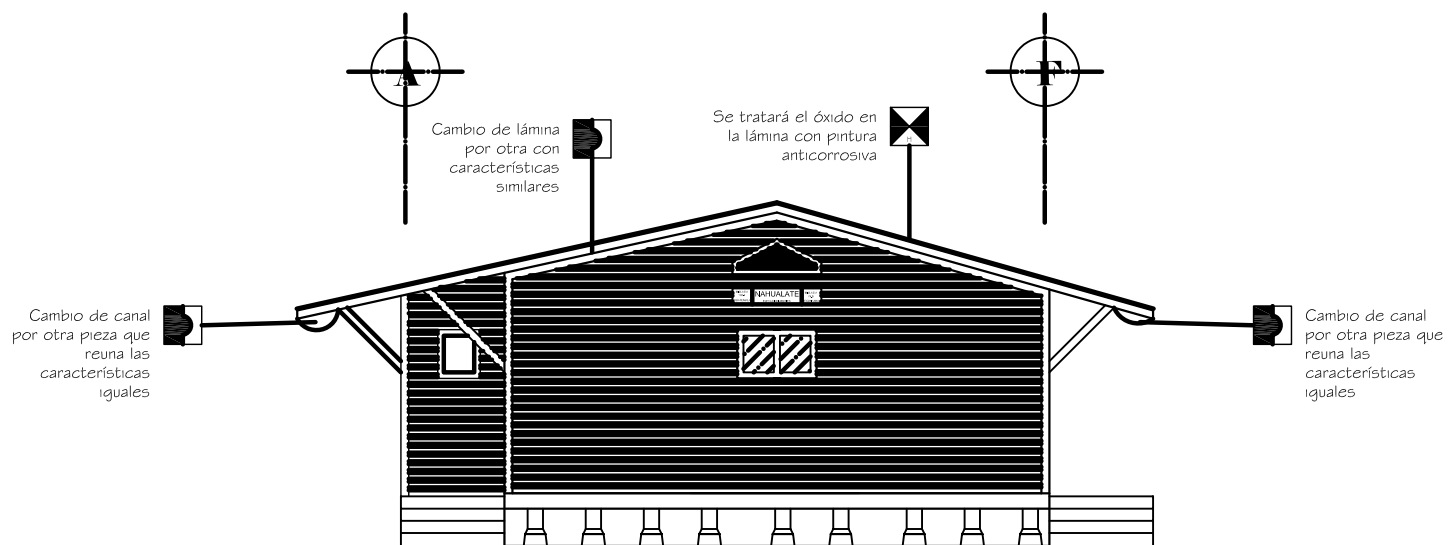 A
F
Cambio de lámina
por otra con
características
similares
Se tratará el óxido en
la lámina con pintura
anticorrosiva
H
Cambio de canal
por otra pieza que
reuna las
características
iguales
NAHUALATE
Cambio de canal
por otra pieza que
reuna las
características
iguales